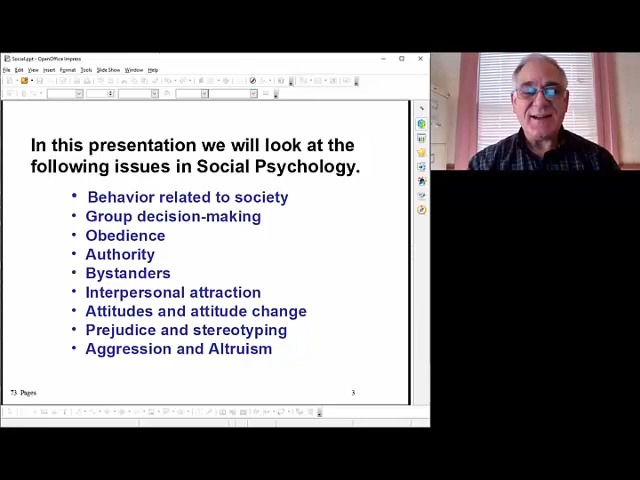 Social.ppt - OpenOffice Impress
File Edit View Insert Format Tools Slide Show Window Help
In this presentation we will look at the
following issues in Social Psychology.
• Behavior related to society
• Group decision-making
• Obedience
• Authority
• Bystanders
• Interpersonal attraction
• Attitudes and attitude change
• Prejudice and stereotyping
• Aggression and Altruism
73 Pages 3